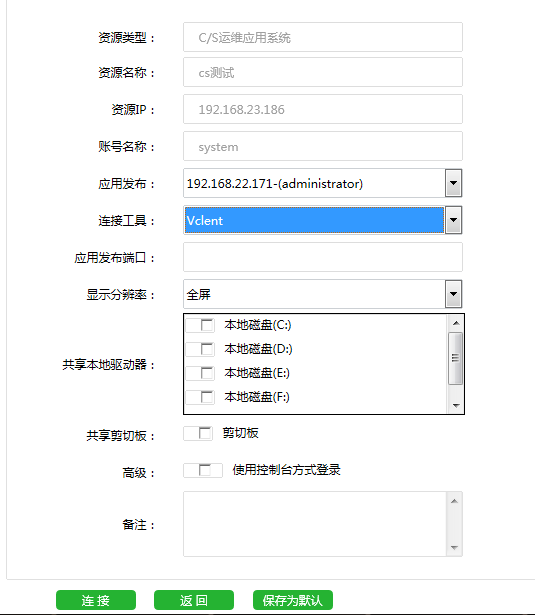 资源类型： C/S运维应用系统
资源名称： cs测试
资源IP： 192.168.23.186
账号名称： system
应用发布： 192.168.22.171-(administrator)
连接工具： Vclent
应用发布端口：
显示分辨率： 全屏
本地磁盘(C:)
本地磁盘(D:)
共享本地驱动器： 本地磁盘(E:)
本地磁盘(F:)
共享剪切板： 剪切板
高级： 使用控制台方式登录
备注：
连 接 返 回 保存为默认